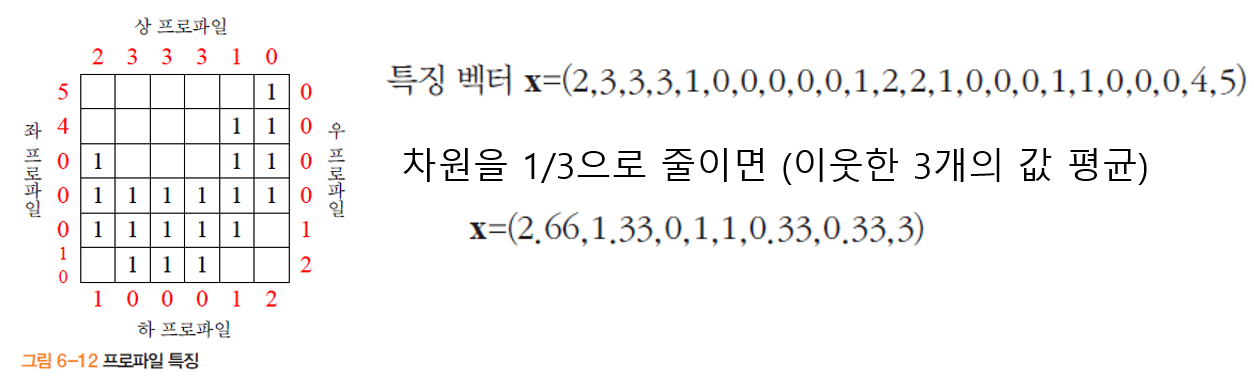 상 프로파일
2 3 3 3 1 0
5 1 0
4 1 1 0
0 1 1 1 0
0 1 1 1 1 1 1 0
0 1 1 1 1 1 1
1
0 1 1 1 2
1 0 0 0 1 2
좌 프로파일
우 프로파일
하 프로파일
그림 6-12 프로파일 특징
특징 벡터 x=(2,3,3,3,1,0,0,0,0,0,1,2,2,1,0,0,0,1,1,0,0,0,4,5)
차원을 1/3으로 줄이면 (이웃한 3개의 값 평균)
x=(2.66,1.33,0,1,1,0.33,0.33,3)